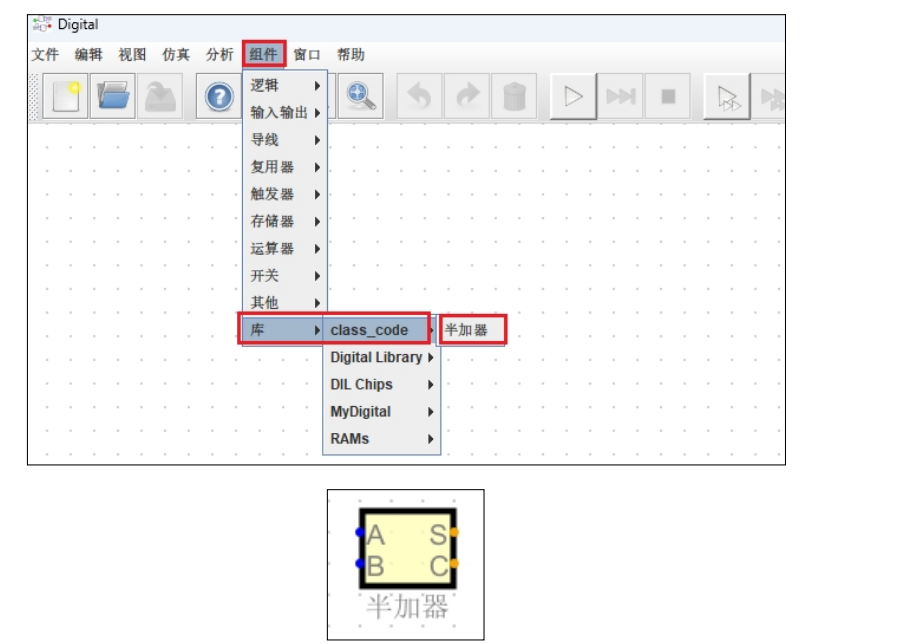 Digital
文件 编辑 视图 仿真 分析 组件 窗口 帮助
逻辑
输入输出
导线
复用器
触发器
存储器
运算器
开关
其他
库 class_code 半加器
Digital Library
DIL Chips
MyDigital
RAMs
A S
B C
半加器